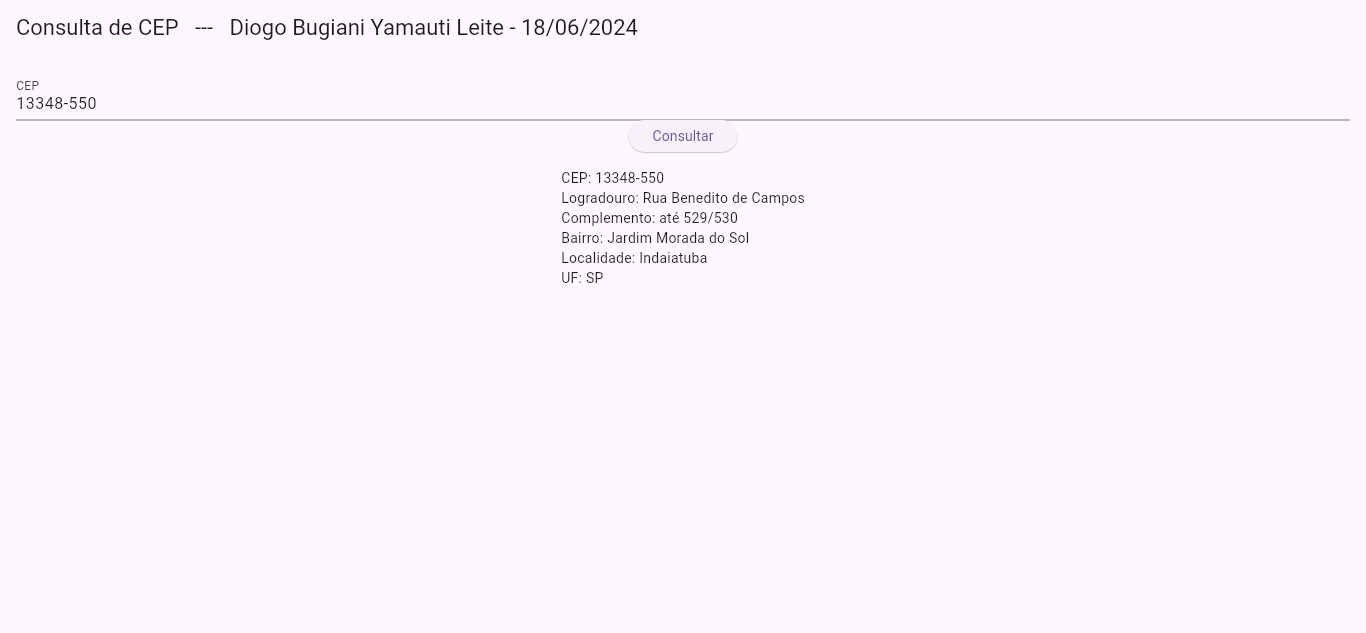 Consulta de CEP --- Diogo Bugiani Yamauti Leite - 18/06/2024
CEP
13348-550
Consultar
CEP: 13348-550
Logradouro: Rua Benedito de Campos
Complemento: até 529/530
Bairro: Jardim Morada do Sol
Localidade: Indaiatuba
UF: SP